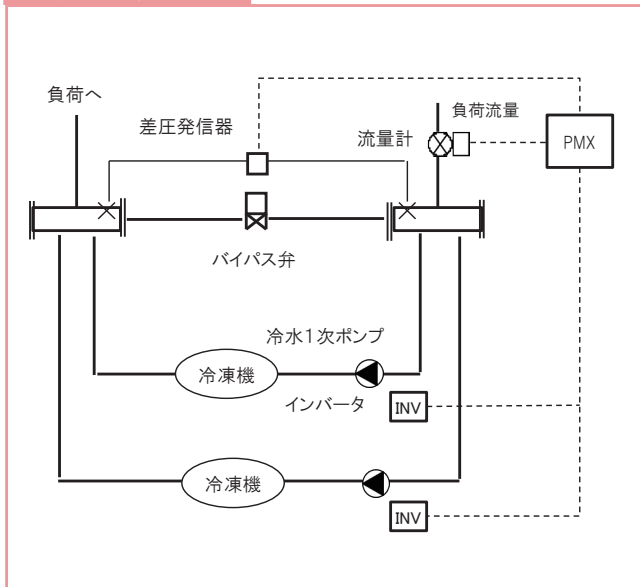 負荷へ
差圧発信器
流量計
負荷流量
PMX
バイパス弁
冷水1次ポンプ
冷凍機
インバータ
INV
冷凍機
INV